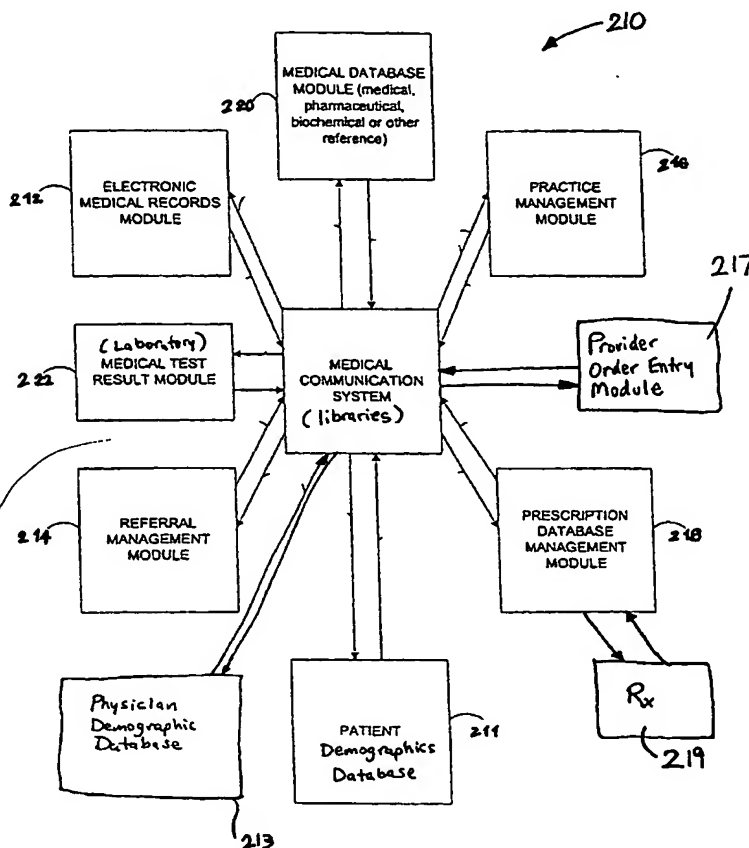 210
MEDICAL DATABASE
MODULE (medical,
pharmaceutical,
biochemical or other
reference)
220
ELECTRONIC
MEDICAL RECORDS
MODULE
212
PRACTICE
MANAGEMENT
MODULE
216
217
(Laboratory)
MEDICAL TEST
RESULT MODULE
222
MEDICAL
COMMUNICATION
SYSTEM
(libraries)
Provider
Order Entry
Module
REFERRAL
MANAGEMENT
MODULE
214
PRESCRIPTION
DATABASE
MANAGEMENT
MODULE
218
Physician
Demographic
Database
213
PATIENT
Demographics
Database
211
Rx
219